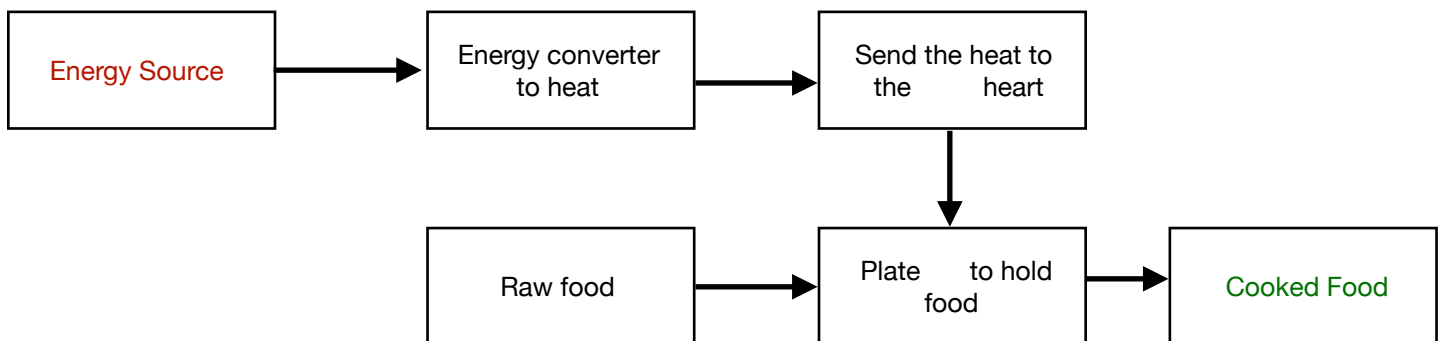 Energy Source
Energy converter
to heat
Send the heat to
the heart
Raw food
Plate to hold
food
Cooked Food